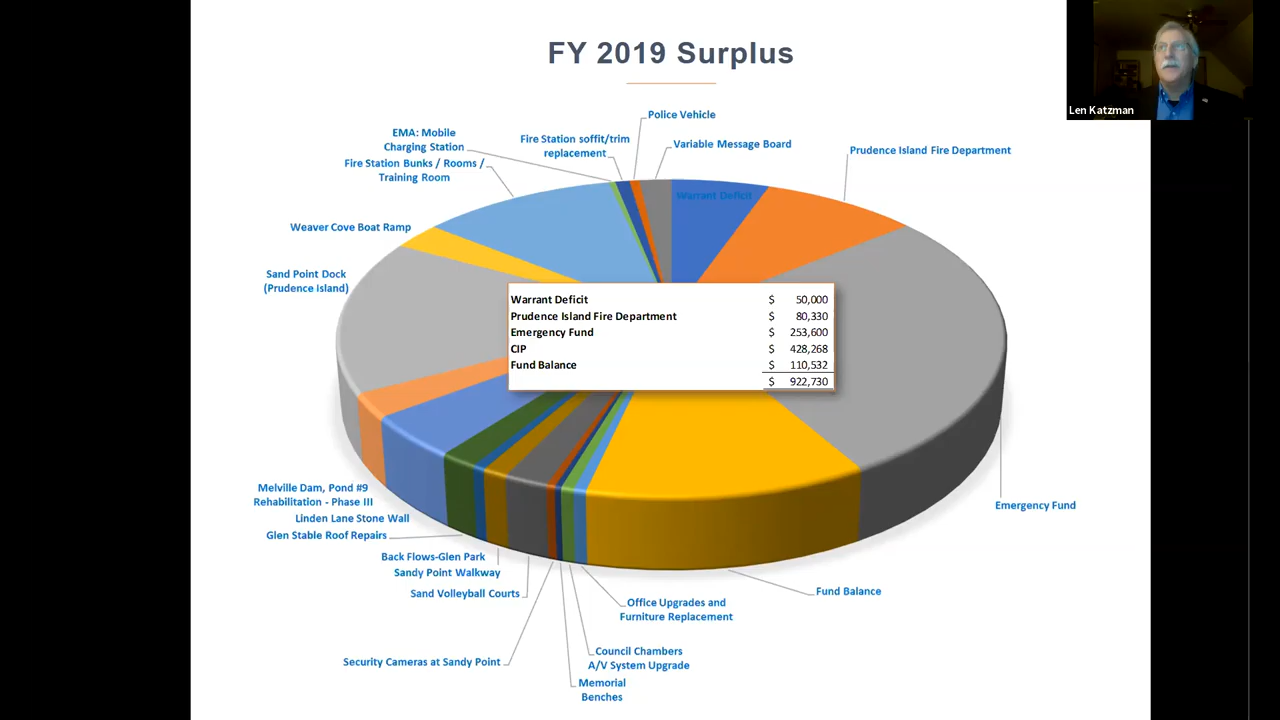 FY 2019 Surplus
Len Katzman
Police Vehicle
EMA: Mobile
Charging Station
Fire Station soffit/trim
replacement
Variable Message Board
Prudence Island Fire Department
Fire Station Bunks / Rooms /
Training Room
Warrant Deficit
Weaver Cove Boat Ramp
Sand Point Dock
(Prudence Island)
Warrant Deficit $ 50,000
Prudence Island Fire Department $ 80,330
Emergency Fund $ 253,600
CIP $ 428,268
Fund Balance $ 110,532
$ 922,730
Melville Dam, Pond #9
Rehabilitation - Phase III
Linden Lane Stone Wall
Glen Stable Roof Repairs
Back Flows-Glen Park
Sandy Point Walkway
Sand Volleyball Courts
Security Cameras at Sandy Point
Memorial
Benches
Council Chambers
A/V System Upgrade
Office Upgrades and
Furniture Replacement
Fund Balance
Emergency Fund